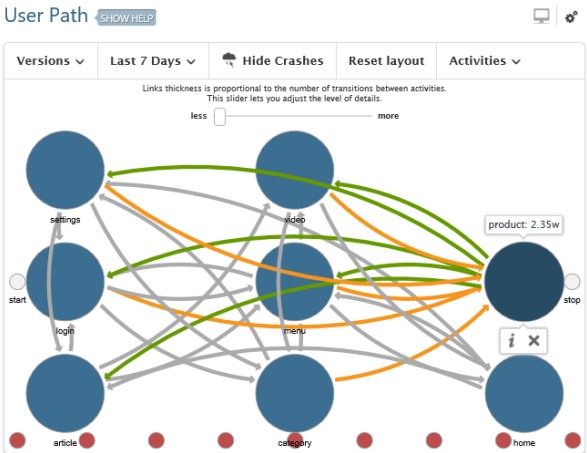 User Path SHOW HELP
Versions Last 7 Days Hide Crashes Reset layout Activities
Links thickness is proportional to the number of transitions between activities.
This slider lets you adjust the level of details.
less more
settings video
product: 2.35w
start login menu stop
i
article category home